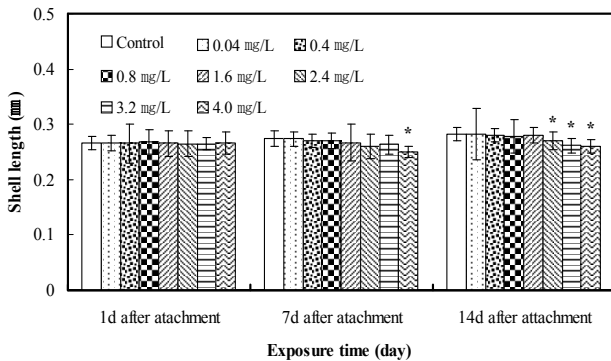 0.5
0.4
0.3
0.2
0.1
0
Shell length (㎜)
Control
0.04 ㎎/L
0.4 ㎎/L
0.8 ㎎/L
1.6 ㎎/L
2.4 ㎎/L
3.2 ㎎/L
4.0 ㎎/L
*
* * *
1d after atachment
7d after atachment
14d after attachment
Exposure time (day)